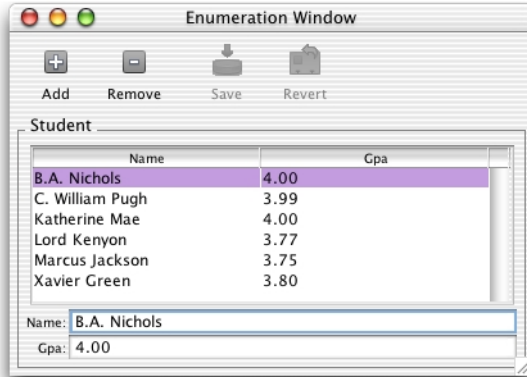 Enumeration Window
Add Remove Save Revert
Student
Name Gpa
B.A. Nichols 4.00
C. William Pugh 3.99
Katherine Mae 4.00
Lord Kenyon 3.77
Marcus Jackson 3.75
Xavier Green 3.80
Name: B.A. Nichols
Gpa: 4.00